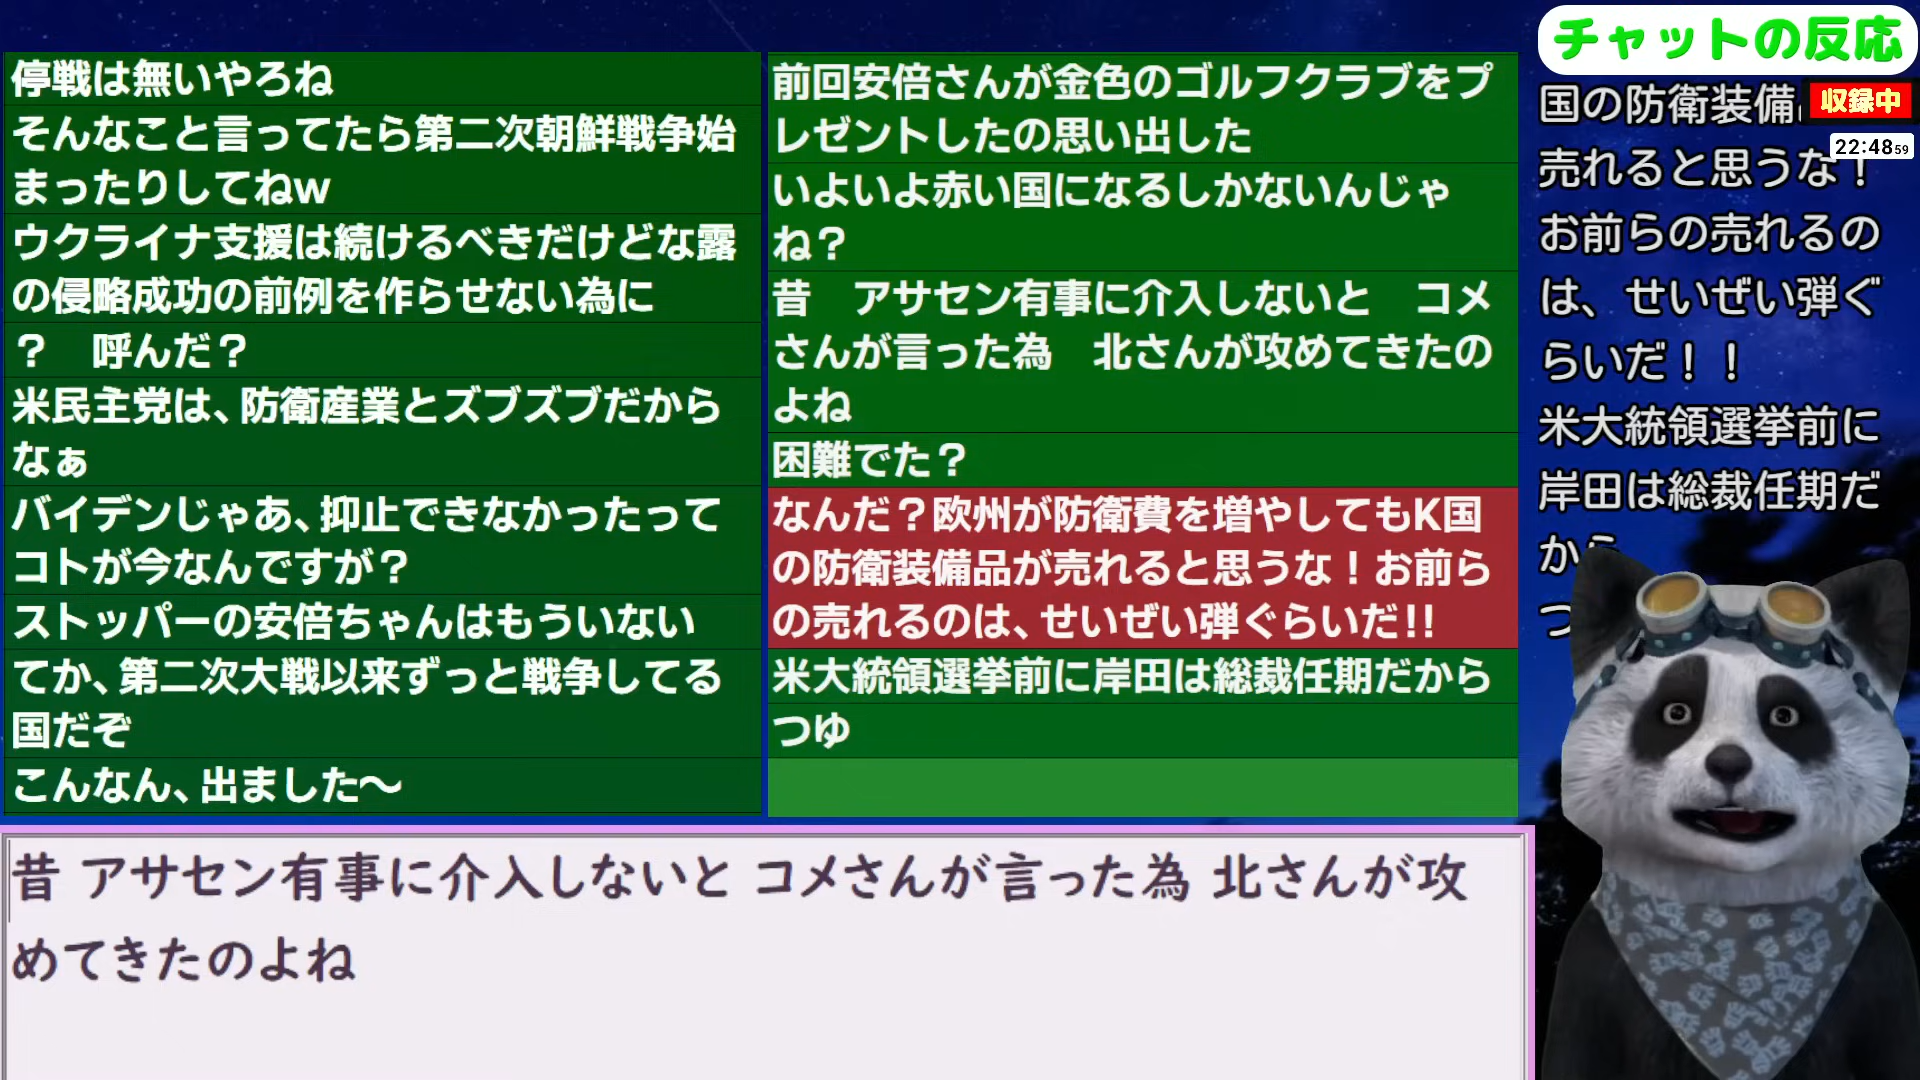 停戦は無いやろね
そんなこと言ってたら第二次朝鮮戦争始
まったりしてねw
ウクライナ支援は続けるべきだけどな露
の侵略成功の前例を作らせない為に
？　呼んだ？
米民主党は、防衛産業とズブズブだから
なぁ
バイデンじゃあ、抑止できなかったって
コトが今なんですが？
ストッパーの安倍ちゃんはもういない
てか、第二次大戦以来ずっと戦争してる
国だぞ
こんなん、出ました〜
前回安倍さんが金色のゴルフクラブをプ
レゼントしたの思い出した
いよいよ赤い国になるしかないんじゃ
ね？
昔　アサセン有事に介入しないと　コメ
さんが言った為　北さんが攻めてきたの
よね
困難でた？
なんだ？欧州が防衛費を増やしてもK国
の防衛装備品が売れると思うな！お前ら
の売れるのは、せいぜい弾ぐらいだ!!
米大統領選挙前に岸田は総裁任期だから
つゆ
チャットの反応
収録中
22:48 59
国の防衛装備
売れると思うな！
お前らの売れるの
は、せいぜい弾ぐ
らいだ！！
米大統領選挙前に
岸田は総裁任期だ
から
つ
昔 アサセン有事に介入しないと コメさんが言った為 北さんが攻
めてきたのよね